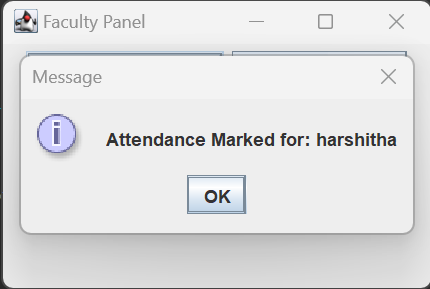 Faculty Panel
Message
Attendance Marked for: harshitha
OK